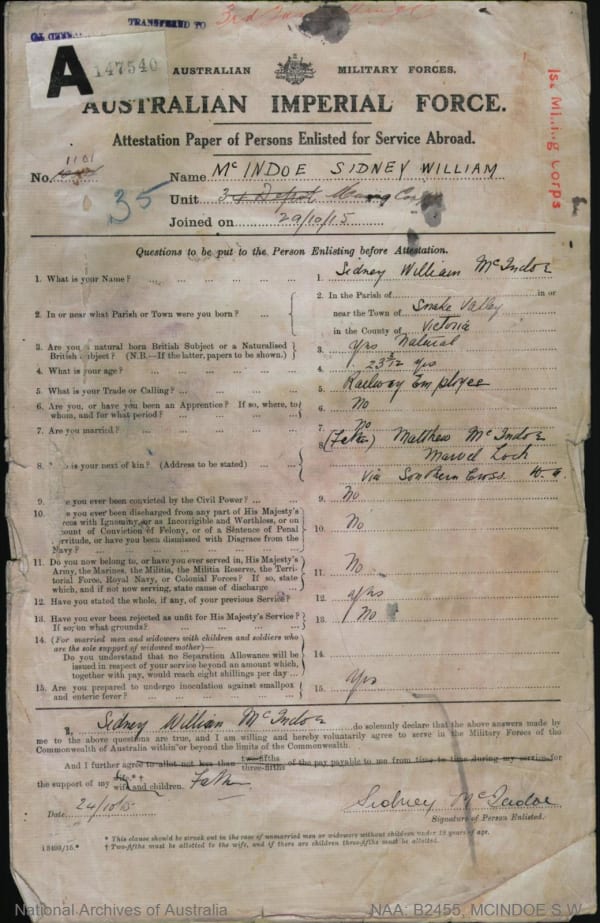 TRANSFERED TO
A 147540
AUSTRALIAN MILITARY FORCES.
AUSTRALIAN IMPERIAL FORCE.
Attestation Paper of Persons Enlisted for Service Abroad.
1st Mining Corps
No. 1101
35
Name McINDOE SIDNEY WILLIAM
Unit Mining Corps
Joined on 29/10/15
Questions to be put to the Person Enlisting before Attestation.
1. What is your Name? ... 1. Sidney William McIndoe
2. In or near what Parish or Town were you born? ... 2. In the Parish of ... in or
near the Town of Snake Valley
in the County of Victoria
3. Are you a natural born British Subject or a Naturalised
British Subject? (N.B.—If the latter, papers to be shown.) 3. Yes Natural
4. What is your age? ... 4. 23 yrs
5. What is your Trade or Calling? ... 5. Railway Employee
6. Are you, or have you been an Apprentice? If so, where, to
whom, and for what period? ... 6. No
7. Are you married? ... 7. No
8. is your next of kin? (Address to be stated) ... 8. (Father) Matthew McIndoe
Marvel Loch
Via Southern Cross W.A.
9. you ever been convicted by the Civil Power? ... 9. No
10. you ever been discharged from any part of His Majesty's
with Ignominy, or as Incorrigible and Worthless, or on
of Conviction of Felony, or of a Sentence of Penal
or have you been dismissed with Disgrace from the
Navy? ... 10. No
11. Do you now belong to, or have you ever served in, His Majesty's
Army, the Marines, the Militia, the Militia Reserve, the Terri-
torial Force, Royal Navy, or Colonial Forces? If so, state
which, and if not now serving, state cause of discharge ... 11. No
12. Have you stated the whole, if any, of your previous Service? 12. Yes
13. Have you ever been rejected as unfit for His Majesty's Service?
If so, on what grounds? ... 13. No
14. (For married men and widowers with children and soldiers who
are the sole support of widowed mother)—
Do you understand that no Separation Allowance will be
issued in respect of your service beyond an amount which,
together with pay, would reach eight shillings per day ... 14.
15. Are you prepared to undergo inoculation against smallpox
and enteric fever? ... 15. Yes
I, Sidney William McIndoe do solemnly declare that the above answers made by
me to the above questions are true, and I am willing and hereby voluntarily agree to serve in the Military Forces of the
Commonwealth of Australia within or beyond the limits of the Commonwealth.
And I further agree to allot not less than two-fifths three-fifths of the pay payable to me from time to time during my service for
the support of my wife*† wife and children. Father
Date 24/10/15 Sidney McIndoe
Signature of Person Enlisted.
* This clause should be struck out in the case of unmarried men or widowers without children under 18 years of age.
† Two-fifths must be allotted to the wife, and if there are children three-fifths must be allotted.
National Archives of Australia NAA: B2455, MCINDOE S W